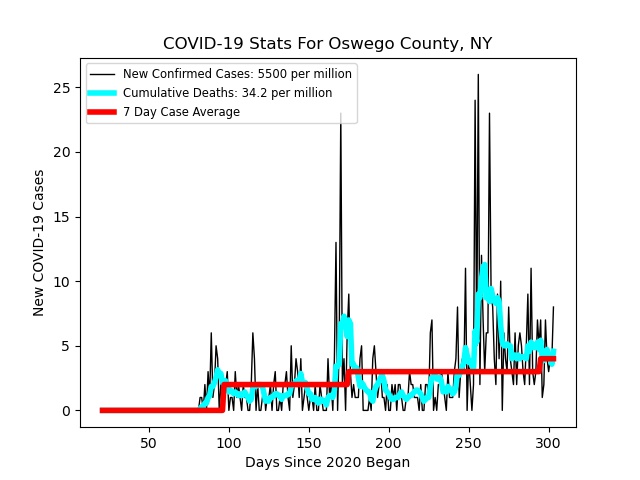 COVID-19 Stats For Oswego County, NY
New Confirmed Cases: 5500 per million
Cumulative Deaths: 34.2 per million
7 Day Case Average
25
20
15
10
5
0
New COVID-19 Cases
50 100 150 200 250 300
Days Since 2020 Began